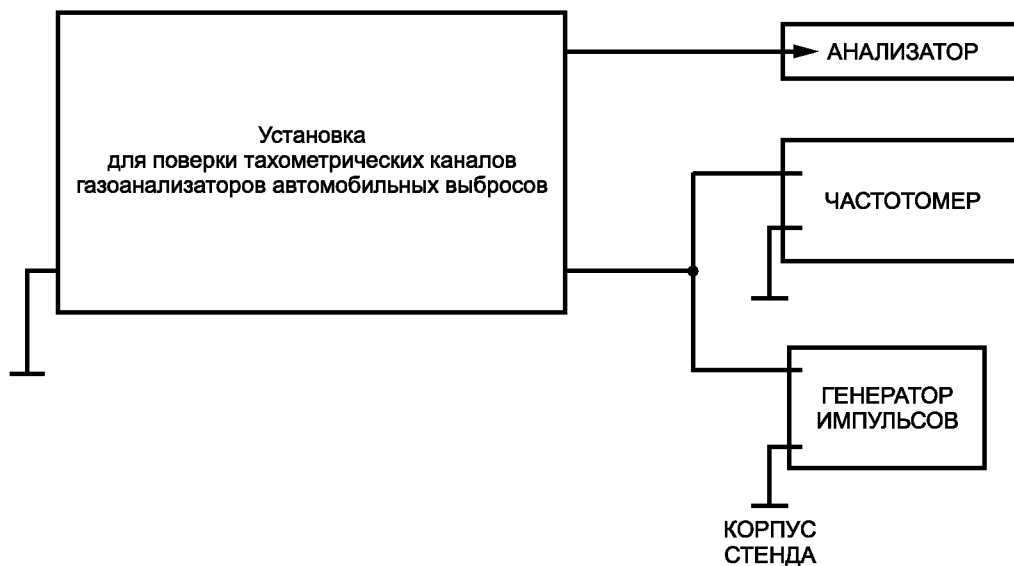 Установка
для поверки тахометрических каналов
газоанализаторов автомобильных выбросов
АНАЛИЗАТОР
ЧАСТОТОМЕР
ГЕНЕРАТОР
ИМПУЛЬСОВ
КОРПУС
СТЕНДА